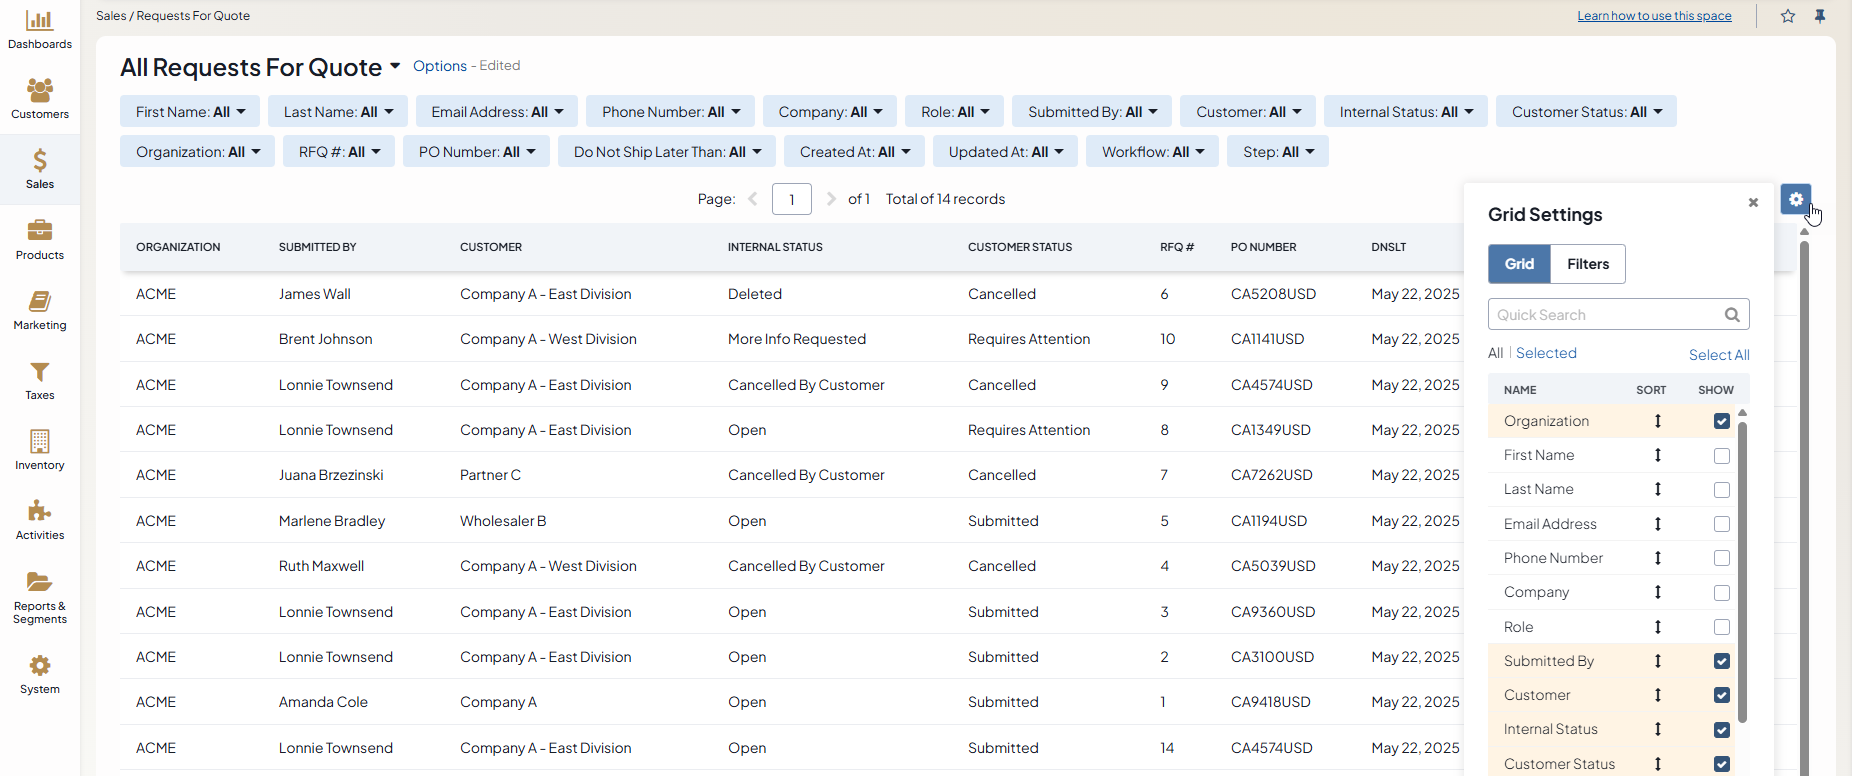 Sales / Requests For Quote
Learn how to use this space
Dashboards
Customers
Sales
Products
Marketing
Taxes
Inventory
Activities
Reports &
Segments
System
All Requests For Quote Options - Edited
First Name: All Last Name: All Email Address: All Phone Number: All Company: All Role: All Submitted By: All Customer: All Internal Status: All Customer Status: All
Organization: All RFQ #: All PO Number: All Do Not Ship Later Than: All Created At: All Updated At: All Workflow: All Step: All
Page: 1 of 1 Total of 14 records
ORGANIZATION SUBMITTED BY CUSTOMER INTERNAL STATUS CUSTOMER STATUS RFQ # PO NUMBER DNSLT
ACME James Wall Company A - East Division Deleted Cancelled 6 CA5208USD May 22, 2025
ACME Brent Johnson Company A - West Division More Info Requested Requires Attention 10 CA1141USD May 22, 2025
ACME Lonnie Townsend Company A - East Division Cancelled By Customer Cancelled 9 CA4574USD May 22, 2025
ACME Lonnie Townsend Company A - East Division Open Requires Attention 8 CA1349USD May 22, 2025
ACME Juana Brzezinski Partner C Cancelled By Customer Cancelled 7 CA7262USD May 22, 2025
ACME Marlene Bradley Wholesaler B Open Submitted 5 CA1194USD May 22, 2025
ACME Ruth Maxwell Company A - West Division Cancelled By Customer Cancelled 4 CA5039USD May 22, 2025
ACME Lonnie Townsend Company A - East Division Open Submitted 3 CA9360USD May 22, 2025
ACME Lonnie Townsend Company A - East Division Open Submitted 2 CA3100USD May 22, 2025
ACME Amanda Cole Company A Open Submitted 1 CA9418USD May 22, 2025
ACME Lonnie Townsend Company A - East Division Open Submitted 14 CA4574USD May 22, 2025
Grid Settings
Grid Filters
Quick Search
All Selected Select All
NAME SORT SHOW
Organization
First Name
Last Name
Email Address
Phone Number
Company
Role
Submitted By
Customer
Internal Status
Customer Status